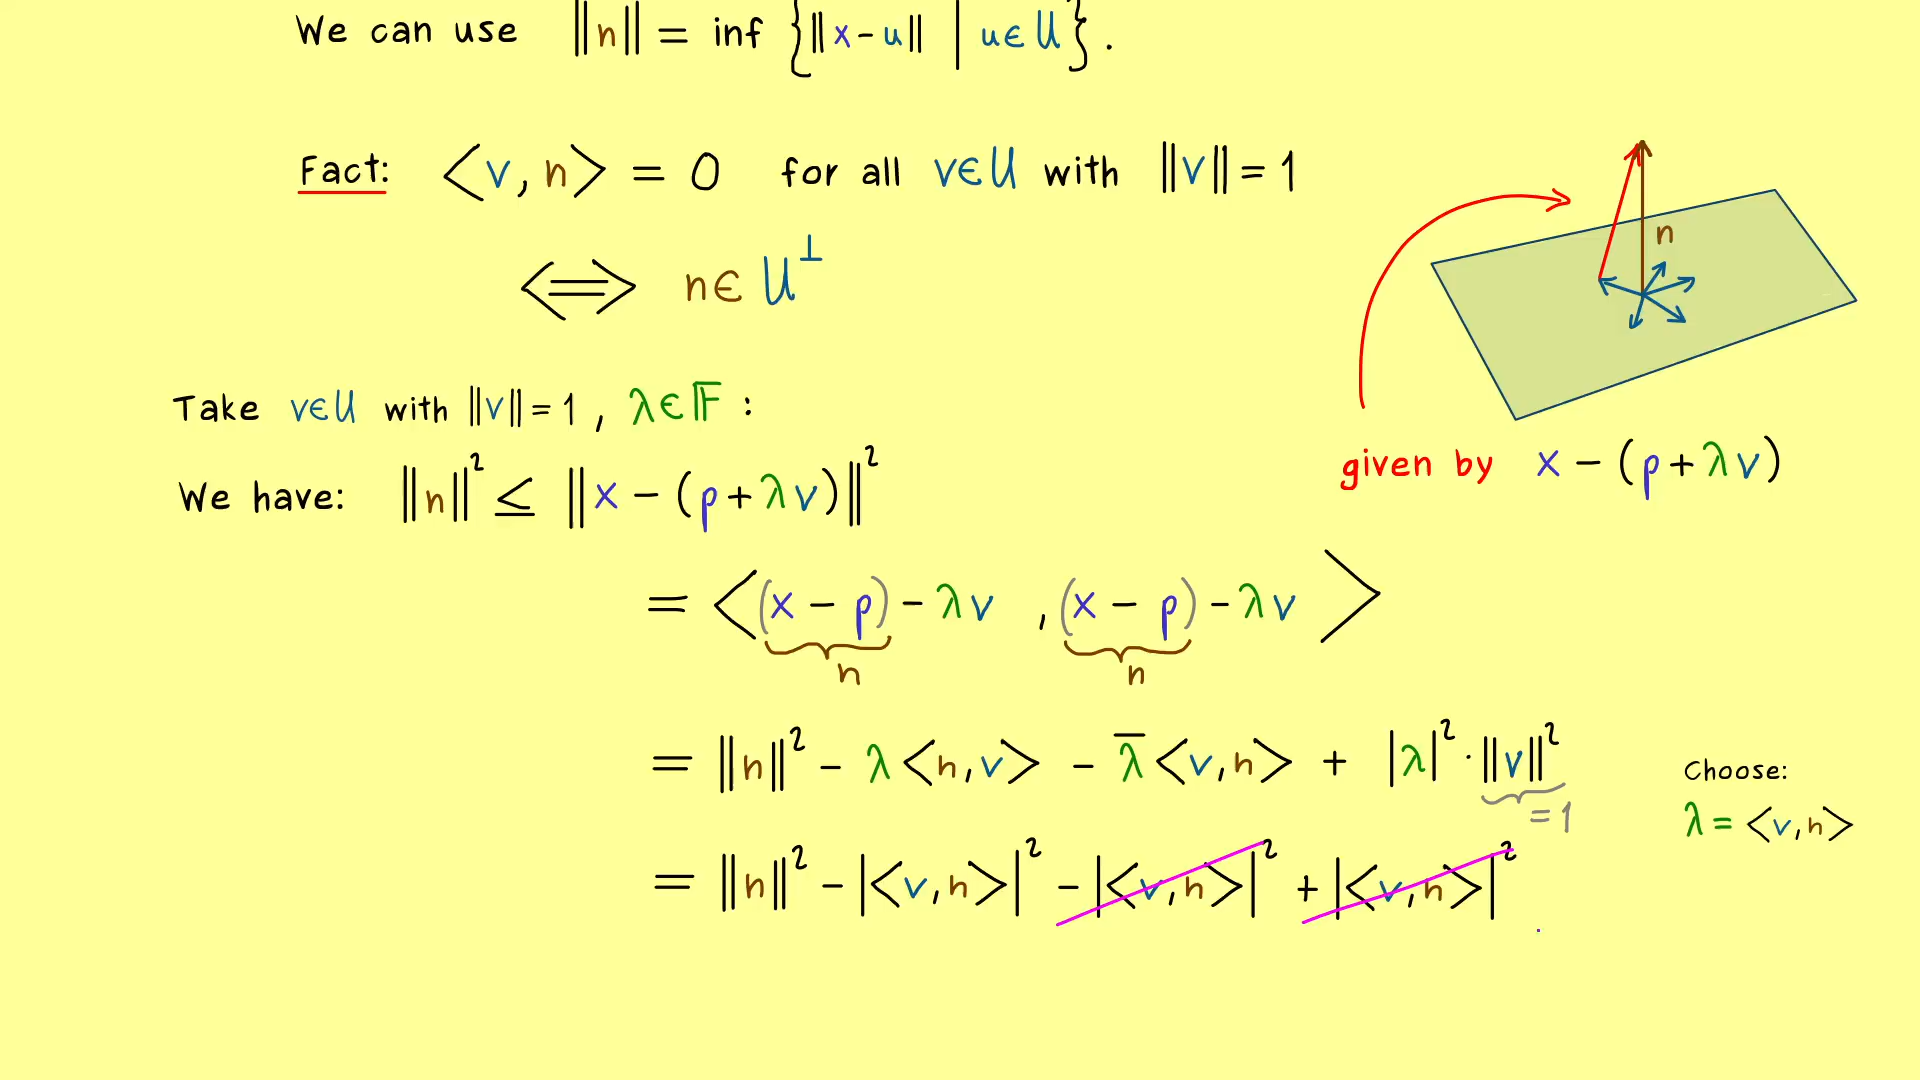 We can use ‖n‖ = inf {‖x-u‖ | u∈U}.
Fact: <v, n> = 0 for all v∈U with ‖v‖ = 1
⟺ n∈U⊥
n
Take v∈U with ‖v‖ = 1, λ∈𝔽 :
given by x - (p + λv)
We have: ‖n‖² ≤ ‖x - (p + λv)‖²
= <(x - p) - λv , (x - p) - λv>
n n
= ‖n‖² - λ<n,v> - λ̅<v,n> + |λ|² · ‖v‖²
= 1
Choose:
λ = <v,n>
= ‖n‖² - |<v,n>|² - |<v,n>|² + |<v,n>|²